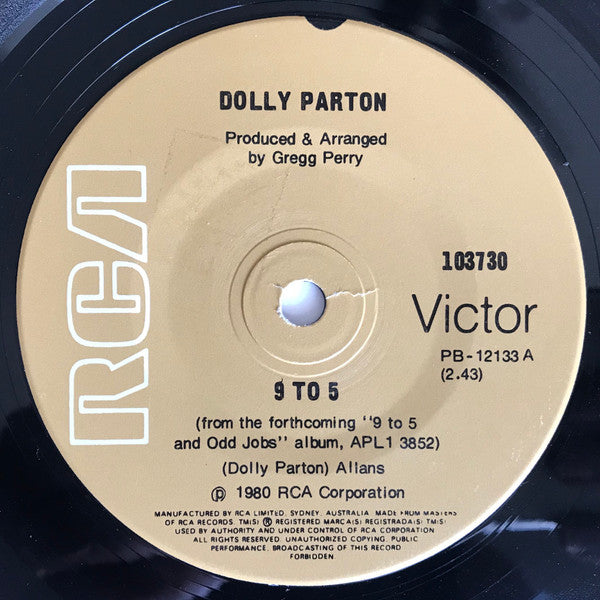 DOLLY PARTON
Produced & Arranged
by Gregg Perry
RCA
103730
Victor
PB-12133 A
(2.43)
9 TO 5
(from the forthcoming "9 to 5
and Odd Jobs" album, APL1 3852)
(Dolly Parton) Allans
℗ 1980 RCA Corporation
MANUFACTURED BY RCA LIMITED, SYDNEY, AUSTRALIA. MADE FROM MASTERS
OF RCA RECORDS. TM(S) ® REGISTERED MARCA(S) REGISTRADA(S) TM(S)
USED BY AUTHORITY AND UNDER CONTROL OF RCA CORPORATION
ALL RIGHTS RESERVED. UNAUTHORIZED COPYING, PUBLIC
PERFORMANCE, BROADCASTING OF THIS RECORD
FORBIDDEN